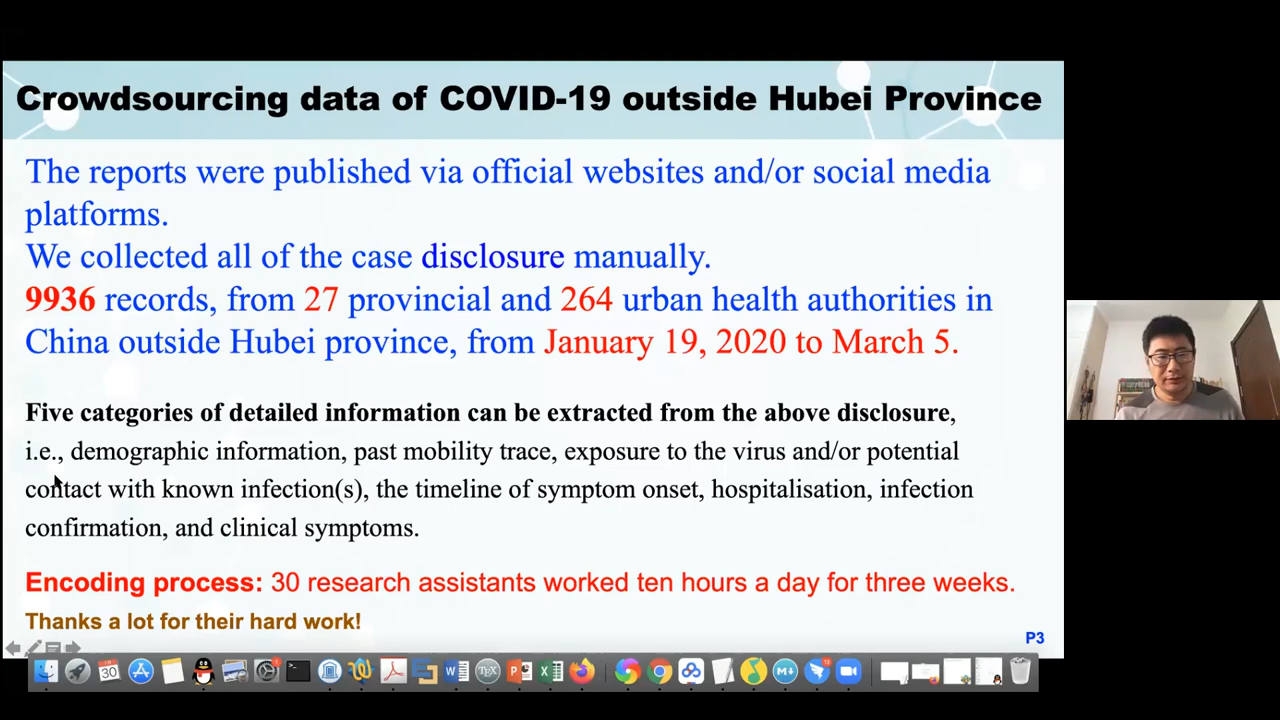 Crowdsourcing data of COVID-19 outside Hubei Province
The reports were published via official websites and/or social media
platforms.
We collected all of the case disclosure manually.
9936 records, from 27 provincial and 264 urban health authorities in
China outside Hubei province, from January 19, 2020 to March 5.
Five categories of detailed information can be extracted from the above disclosure,
i.e., demographic information, past mobility trace, exposure to the virus and/or potential
contact with known infection(s), the timeline of symptom onset, hospitalisation, infection
confirmation, and clinical symptoms.
Encoding process: 30 research assistants worked ten hours a day for three weeks.
Thanks a lot for their hard work!
P3
30
TEX